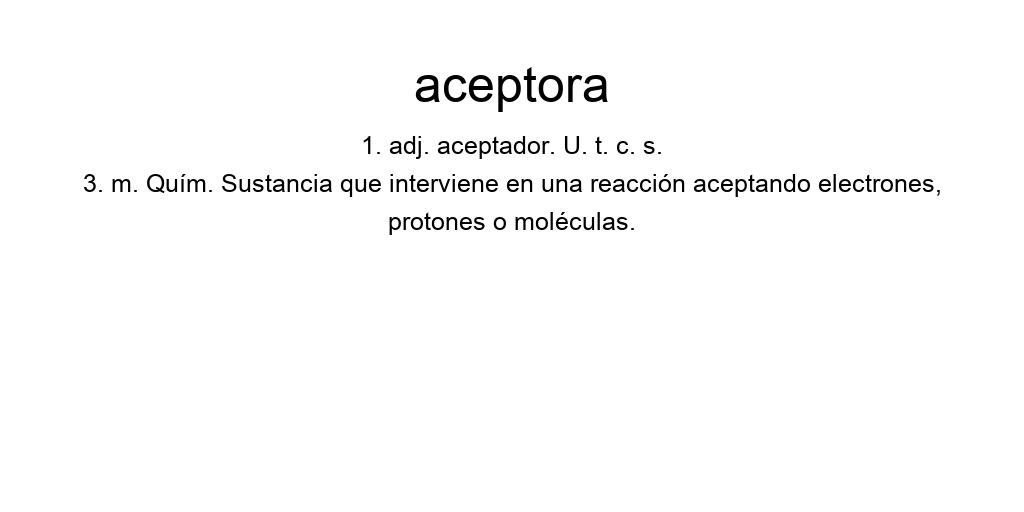 aceptora
1. adj. aceptador. U. t. c. s.
3. m. Quím. Sustancia que interviene en una reacción aceptando electrones,
protones o moléculas.